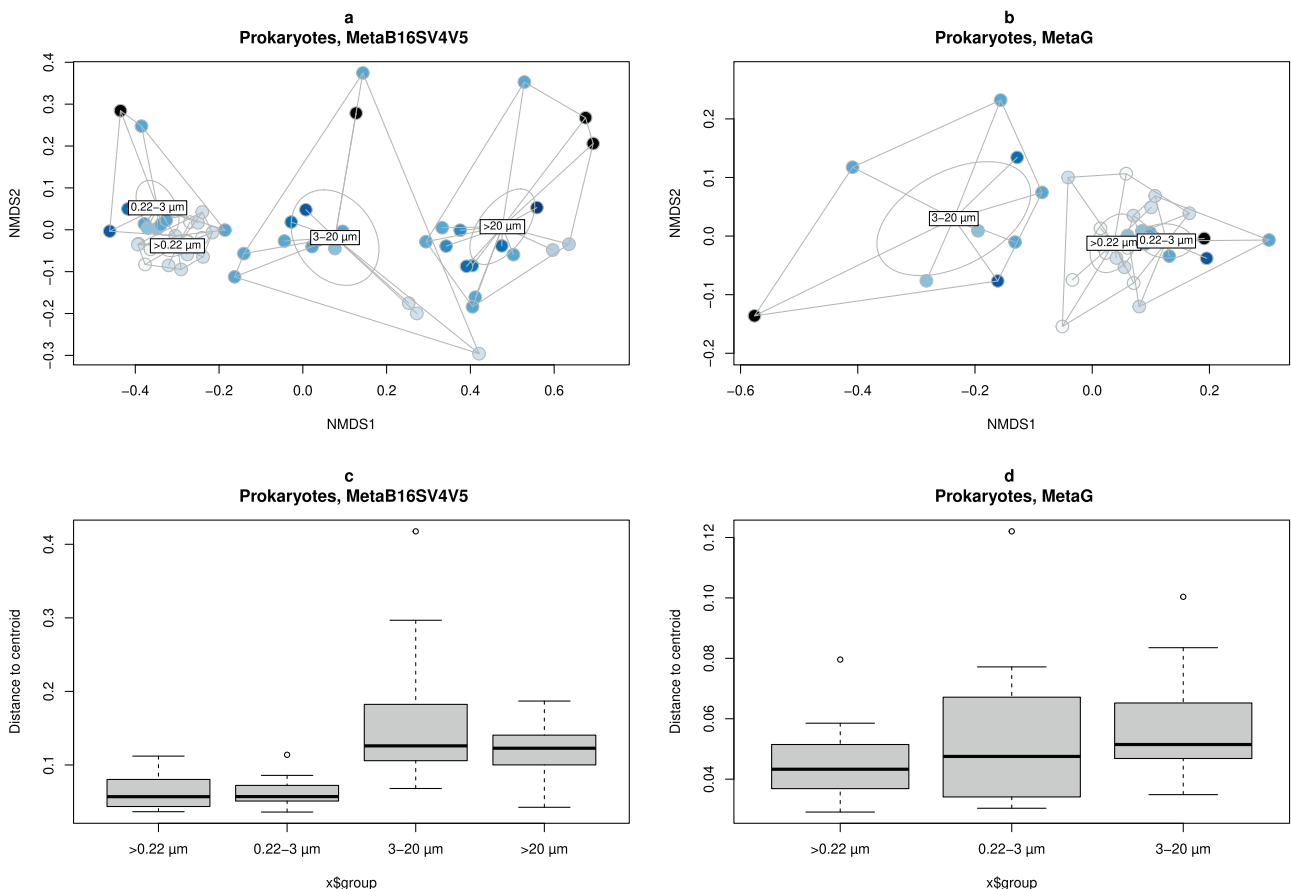 a
Prokaryotes, MetaB16SV4V5
0.4
0.3
0.2
0.1
0.0
−0.1
−0.2
−0.3
NMDS2
0.22−3 µm
>0.22 µm
3−20 µm
>20 µm
−0.4 −0.2 0.0 0.2 0.4 0.6
NMDS1
b
Prokaryotes, MetaG
0.2
0.1
0.0
−0.1
−0.2
NMDS2
3−20 µm
>0.22 µm
0.22−3 µm
−0.6 −0.4 −0.2 0.0 0.2
NMDS1
c
Prokaryotes, MetaB16SV4V5
0.4
0.3
0.2
0.1
Distance to centroid
>0.22 µm 0.22−3 µm 3−20 µm >20 µm
x$group
d
Prokaryotes, MetaG
0.12
0.10
0.08
0.06
0.04
Distance to centroid
>0.22 µm 0.22−3 µm 3−20 µm
x$group